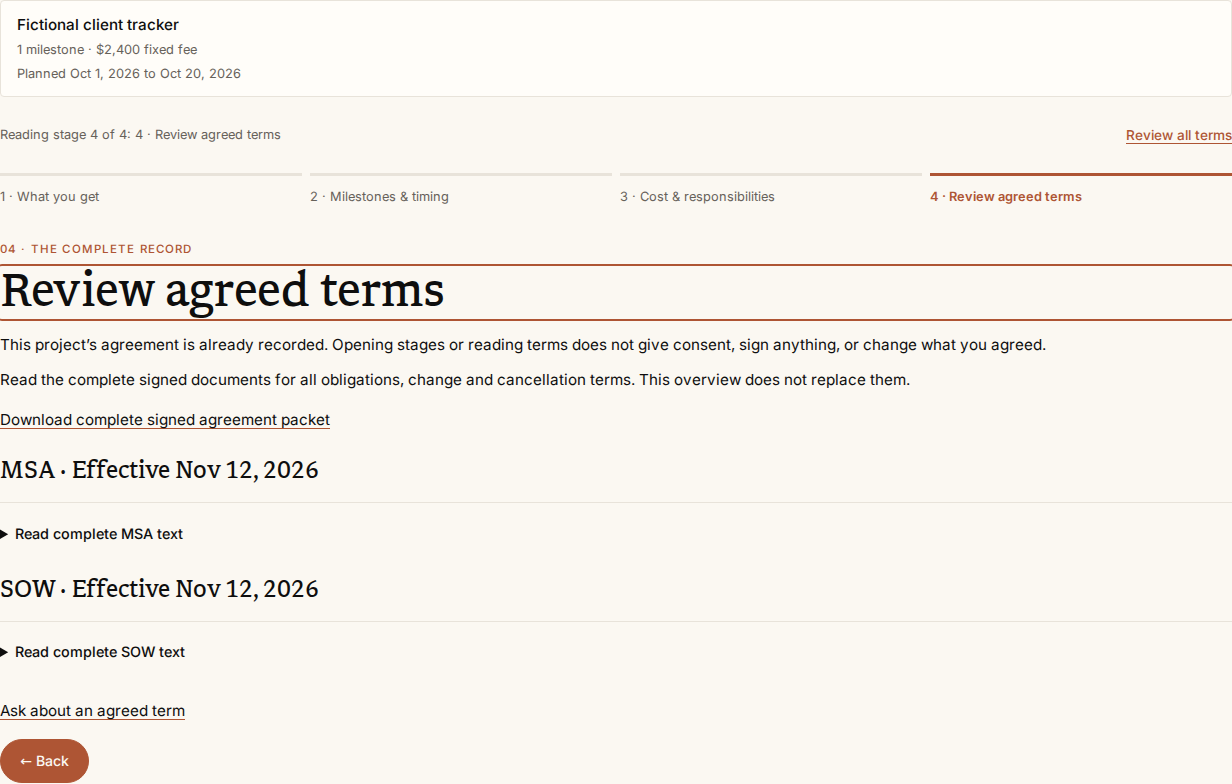 Fictional client tracker
1 milestone · $2,400 fixed fee
Planned Oct 1, 2026 to Oct 20, 2026
Reading stage 4 of 4: 4 · Review agreed terms
Review all terms
1 · What you get
2 · Milestones & timing
3 · Cost & responsibilities
4 · Review agreed terms
04 · THE COMPLETE RECORD
Review agreed terms
This project’s agreement is already recorded. Opening stages or reading terms does not give consent, sign anything, or change what you agreed.
Read the complete signed documents for all obligations, change and cancellation terms. This overview does not replace them.
Download complete signed agreement packet
MSA · Effective Nov 12, 2026
▶ Read complete MSA text
SOW · Effective Nov 12, 2026
▶ Read complete SOW text
Ask about an agreed term
← Back